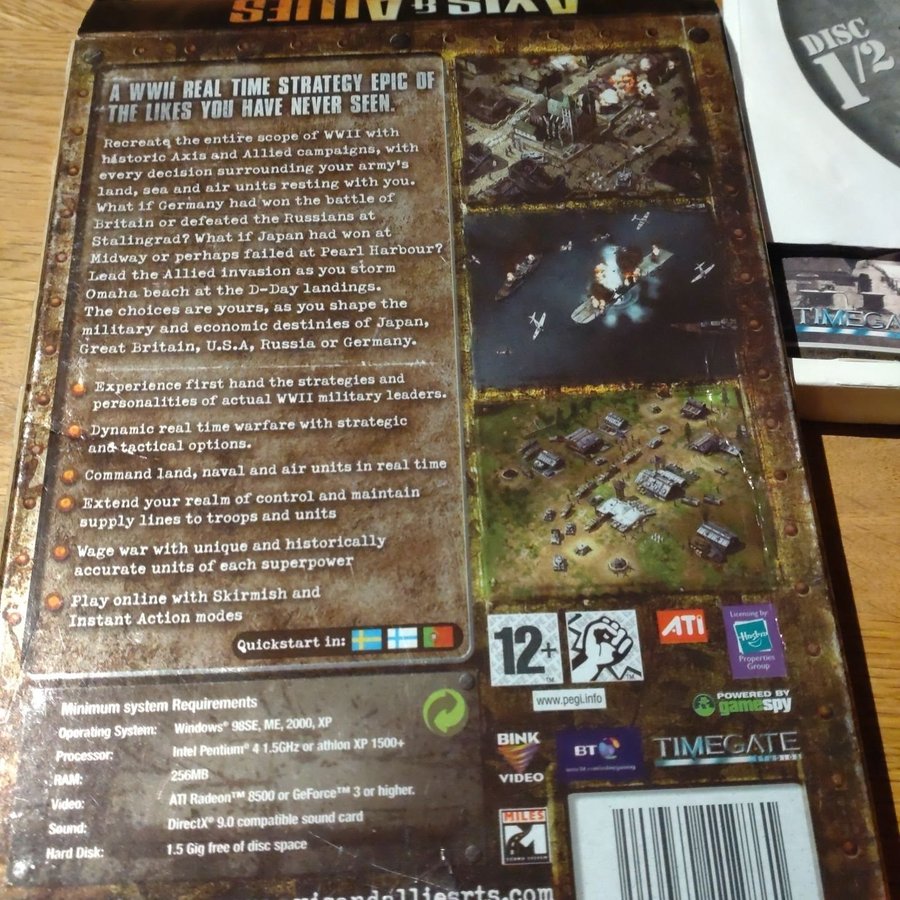 AXIS & ALLIES
A WWII REAL TIME STRATEGY EPIC OF
THE LIKES YOU HAVE NEVER SEEN.
Recreate the entire scope of WWII with
historic Axis and Allied campaigns, with
every decision surrounding your army's
land, sea and air units resting with you.
What if Germany had won the battle of
Britain or defeated the Russians at
Stalingrad? What if Japan had won at
Midway or perhaps failed at Pearl Harbour?
Lead the Allied invasion as you storm
Omaha beach at the D-Day landings.
The choices are yours, as you shape the
military and economic destinies of Japan,
Great Britain, U.S.A, Russia or Germany.
Experience first hand the strategies and
personalities of actual WWII military leaders.
Dynamic real time warfare with strategic
and tactical options.
Command land, naval and air units in real time
Extend your realm of control and maintain
supply lines to troops and units
Wage war with unique and historically
accurate units of each superpower
Play online with Skirmish and
Instant Action modes
Quickstart in:
Minimum system Requirements
Operating System: Windows® 98SE, ME, 2000, XP
Processor: Intel Pentium® 4 1.5GHz or athlon XP 1500+
RAM: 256MB
Video: ATI Radeon™ 8500 or GeForce™ 3 or higher.
Sound: DirectX® 9.0 compatible sound card
Hard Disk: 1.5 Gig free of disc space
12+™
™
www.pegi.info
ATI
Licensing by:
Hasbro
Properties
Group
POWERED BY
gamespy
BINK
VIDEO
BT
TIMEGATE
STUDIOS
MILES
SOUND SYSTEM
axisandalliesrts.com
DISC
1/2
TIMEGA